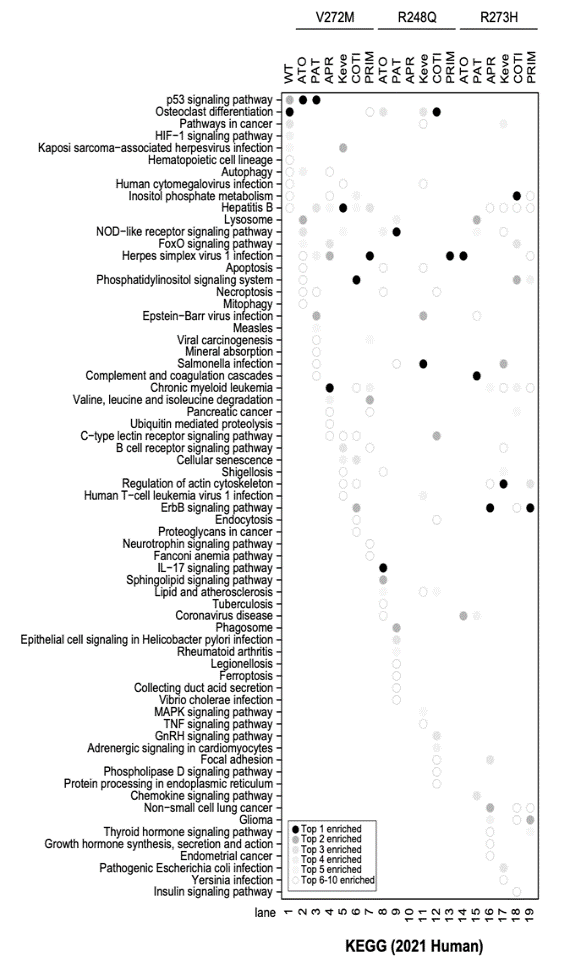 V272M R248Q R273H
WT ATO PAT APR Keve COTI PRIM ATO PAT APR Keve COTI ATO PAT APR Keve COTI PRIM
p53 signaling pathway
Osteoclast differentiation
Pathways in cancer
HIF−1 signaling pathway
Kaposi sarcoma−associated herpesvirus infection
Hematopoietic cell lineage
Autophagy
Human cytomegalovirus infection
Inositol phosphate metabolism
Hepatitis B
Lysosome
NOD−like receptor signaling pathway
FoxO signaling pathway
Herpes simplex virus 1 infection
Apoptosis
Phosphatidylinositol signaling system
Necroptosis
Mitophagy
Epstein−Barr virus infection
Measles
Viral carcinogenesis
Mineral absorption
Salmonella infection
Complement and coagulation cascades
Chronic myeloid leukemia
Valine, leucine and isoleucine degradation
Pancreatic cancer
Ubiquitin mediated proteolysis
C−type lectin receptor signaling pathway
B cell receptor signaling pathway
Cellular senescence
Shigellosis
Regulation of actin cytoskeleton
Human T−cell leukemia virus 1 infection
ErbB signaling pathway
Endocytosis
Proteoglycans in cancer
Neurotrophin signaling pathway
Fanconi anemia pathway
IL−17 signaling pathway
Sphingolipid signaling pathway
Lipid and atherosclerosis
Tuberculosis
Coronavirus disease
Phagosome
Epithelial cell signaling in Helicobacter pylori infection
Rheumatoid arthritis
Legionellosis
Ferroptosis
Collecting duct acid secretion
Vibrio cholerae infection
MAPK signaling pathway
TNF signaling pathway
GnRH signaling pathway
Adrenergic signaling in cardiomyocytes
Focal adhesion
Phospholipase D signaling pathway
Protein processing in endoplasmic reticulum
Chemokine signaling pathway
Non−small cell lung cancer
Glioma
Thyroid hormone signaling pathway
Growth hormone synthesis, secretion and action
Endometrial cancer
Pathogenic Escherichia coli infection
Yersinia infection
Insulin signaling pathway
Top 1 enriched
Top 2 enriched
Top 3 enriched
Top 4 enriched
Top 5 enriched
Top 6-10 enriched
lane 1 2 3 4 5 6 7 8 9 10 11 12 13 14 15 16 17 18 19
KEGG (2021 Human)